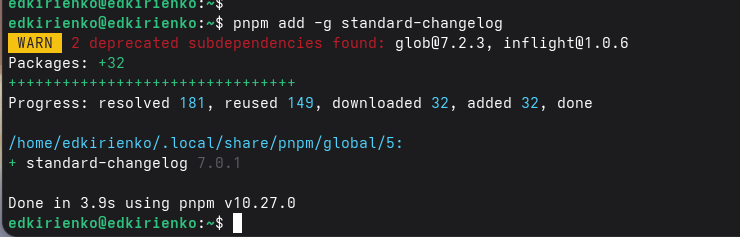 edkirienko@edkirienko:~$
edkirienko@edkirienko:~$ pnpm add -g standard-changelog
WARN 2 deprecated subdependencies found: glob@7.2.3, inflight@1.0.6
Packages: +32
++++++++++++++++++++++++++++++++
Progress: resolved 181, reused 149, downloaded 32, added 32, done
/home/edkirienko/.local/share/pnpm/global/5:
+ standard-changelog 7.0.1
Done in 3.9s using pnpm v10.27.0
edkirienko@edkirienko:~$